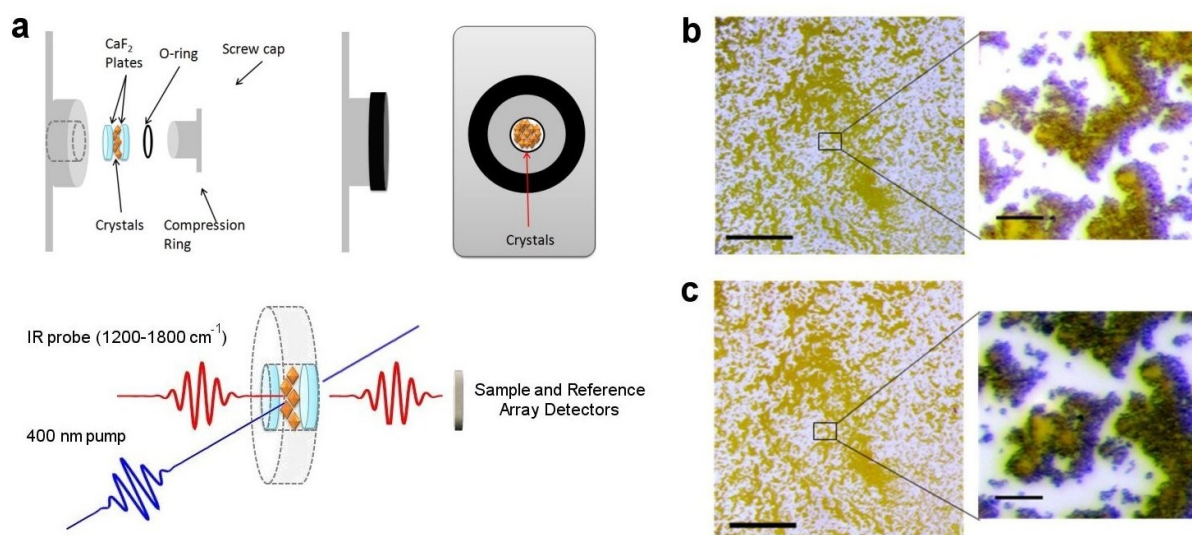 a
CaF2
Plates
O-ring
Screw cap
Crystals
Compression
Ring
Crystals
IR probe (1200-1800 cm-1)
400 nm pump
Sample and Reference
Array Detectors
b
c